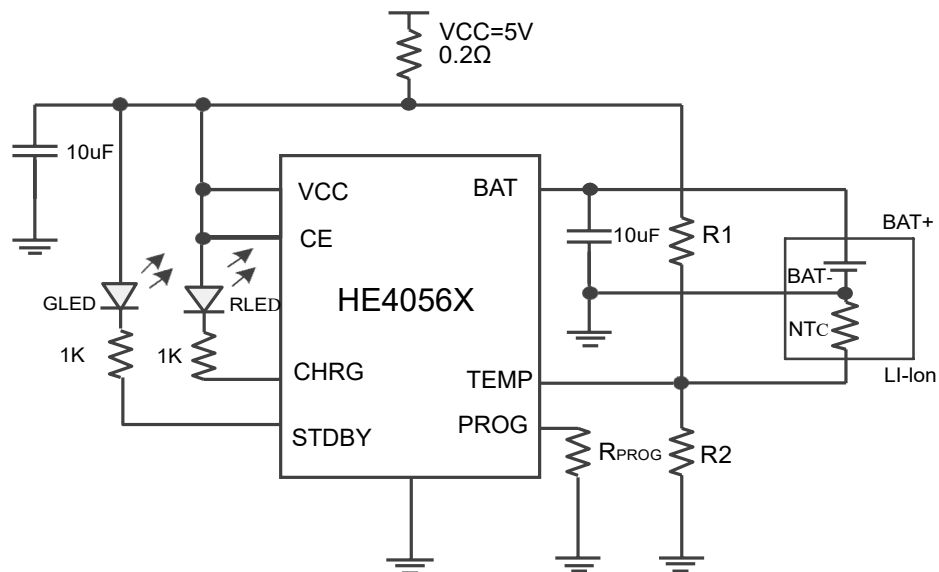 VCC=5V
0.2Ω
10uF
VCC
BAT
CE
10uF
R1
BAT+
BAT-
GLED
RLED
HE4056X
NTC
1K
1K
CHRG
TEMP
LI-Ion
STDBY
PROG
RPROG
R2